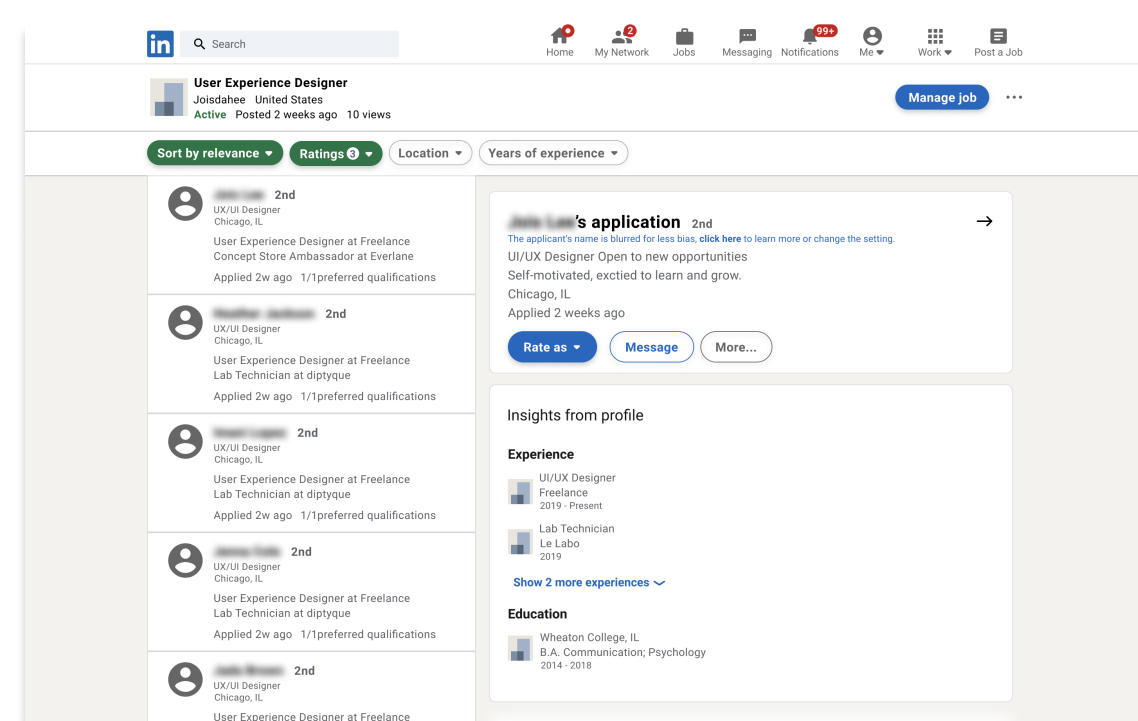 in
Search
2
99+
Home
My Network
Jobs
Messaging
Notifications
Me
Work
Post a Job
User Experience Designer
Joisdahee United States
Active Posted 2 weeks ago 10 views
Manage job
Sort by relevance
Ratings 3
Location
Years of experience
2nd
UX/UI Designer
Chicago, IL
User Experience Designer at Freelance
Concept Store Ambassador at Everlane
Applied 2w ago 1/1preferred qualifications
2nd
UX/UI Designer
Chicago, IL
User Experience Designer at Freelance
Lab Technician at diptyque
Applied 2w ago 1/1preferred qualifications
2nd
UX/UI Designer
Chicago, IL
User Experience Designer at Freelance
Lab Technician at diptyque
Applied 2w ago 1/1preferred qualifications
2nd
UX/UI Designer
Chicago, IL
User Experience Designer at Freelance
Lab Technician at diptyque
Applied 2w ago 1/1preferred qualifications
2nd
UX/UI Designer
Chicago, IL
User Experience Designer at Freelance
's application 2nd
The applicant's name is blurred for less bias, click here to learn more or change the setting.
UI/UX Designer Open to new opportunities
Self-motivated, exctied to learn and grow.
Chicago, IL
Applied 2 weeks ago
Rate as
Message
More...
Insights from profile
Experience
UI/UX Designer
Freelance
2019 - Present
Lab Technician
Le Labo
2019
Show 2 more experiences
Education
Wheaton College, IL
B.A. Communication; Psychology
2014 - 2018